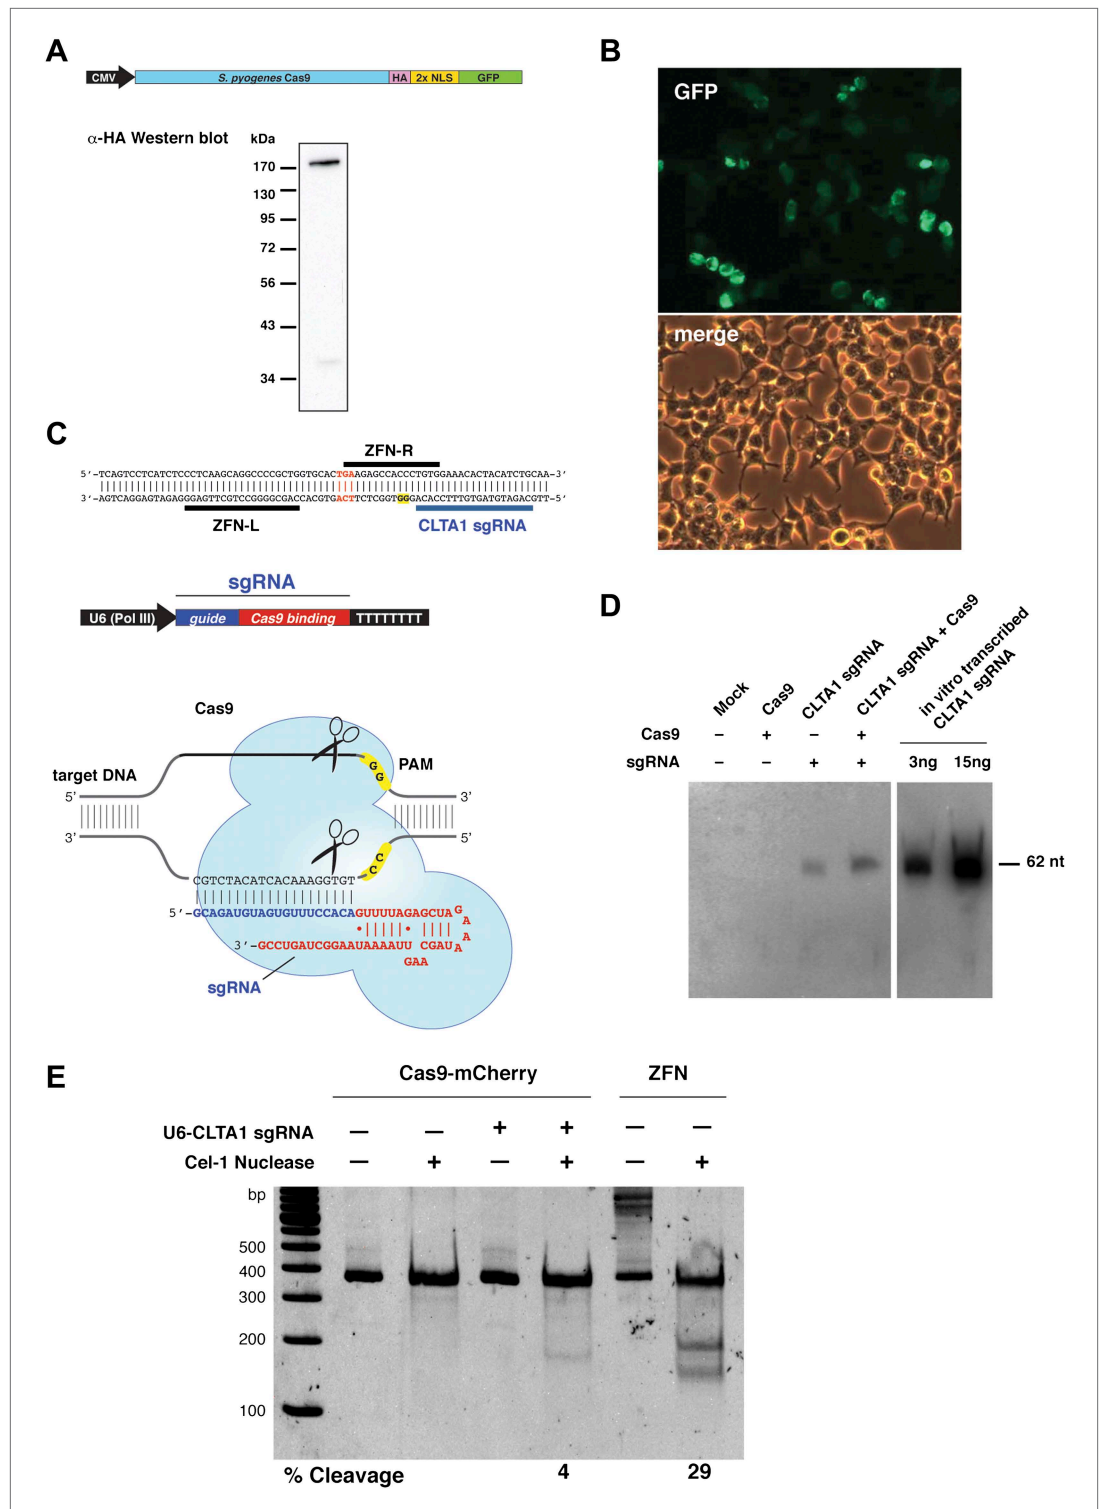 A
CMV
S. pyogenes Cas9
HA
2x NLS
GFP
α-HA Western blot
kDa
170
130
95
72
56
43
34
B
GFP
merge
C
ZFN-R
5’-TCAGTCCTCATCTCCCTCAAGCAGGCCCCGCTGGTGCACTGAAGAGCCACCCTGTGGAAACACTACATCTGCAA-3’
3’-AGTCAGGAGTAGAGGGAGTTCGTCCGGGGCGACCACGTGACTTCTCGGTGGGACACCTTTGTGATGTAGACGTT-5’
ZFN-L
CLTA1 sgRNA
sgRNA
U6 (Pol III)
guide
Cas9 binding
TTTTTTTT
Cas9
target DNA
PAM
GG
5’
3’
3’
5’
CC
CGTCTACATCACAAAGGTGT
5’-GCAGAUGUAGUGUUUCCACAGUUUUAGAGCUAG
A
A
A
3’-GCCUGAUCGGAAUAAAAUU CGAU
GAA
sgRNA
D
Mock
Cas9
CLTA1 sgRNA
CLTA1 sgRNA + Cas9
in vitro transcribed
CLTA1 sgRNA
Cas9 – + – +
sgRNA – – + + 3ng 15ng
62 nt
E
Cas9-mCherry
ZFN
U6-CLTA1 sgRNA — — + + — —
Cel-1 Nuclease — + — + — +
bp
500
400
300
200
100
% Cleavage 4 29